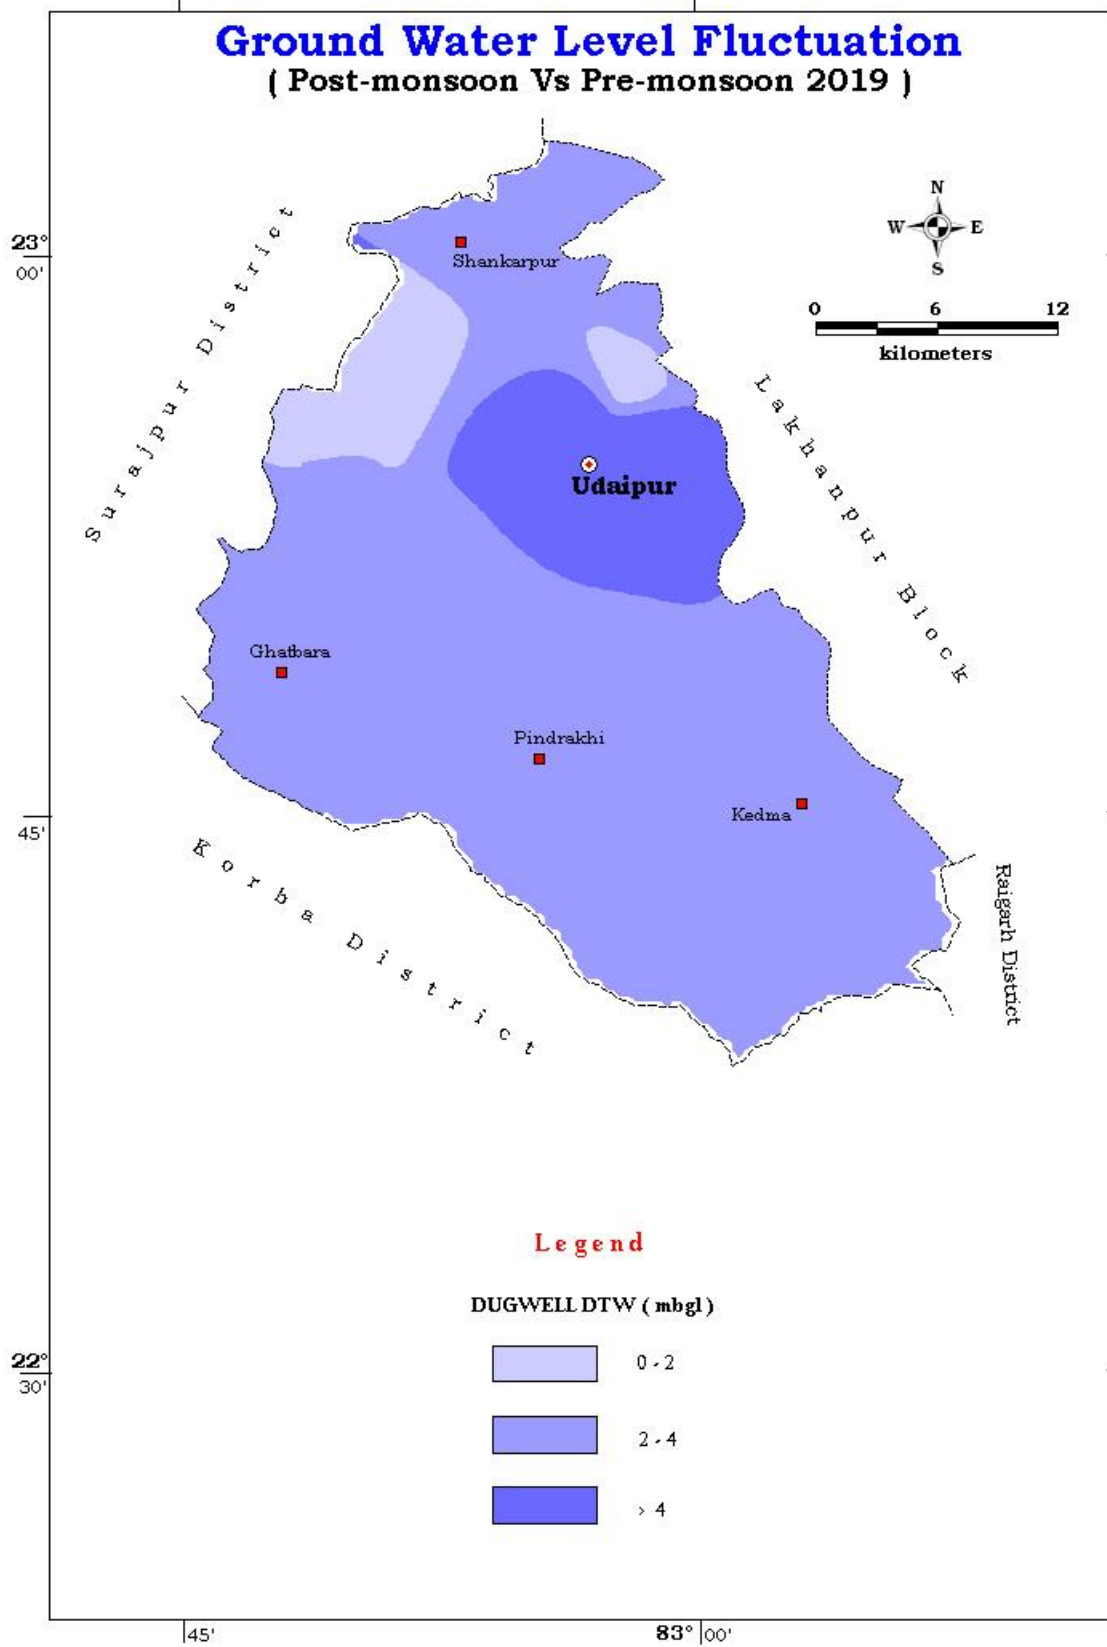 Ground Water Level Fluctuation
( Post-monsoon Vs Pre-monsoon 2019 )
N
W E
S
23°
00'
Shankarpur
0 6 12
kilometers
Surajpur District
Lakhanpur Block
Udaipur
Ghatbara
Pindrakhi
Kedma
45'
Korba District
Raigarh District
Legend
DUGWELL DTW ( mbgl )
0 - 2
22°
30'
2 - 4
> 4
45'
83° 00'